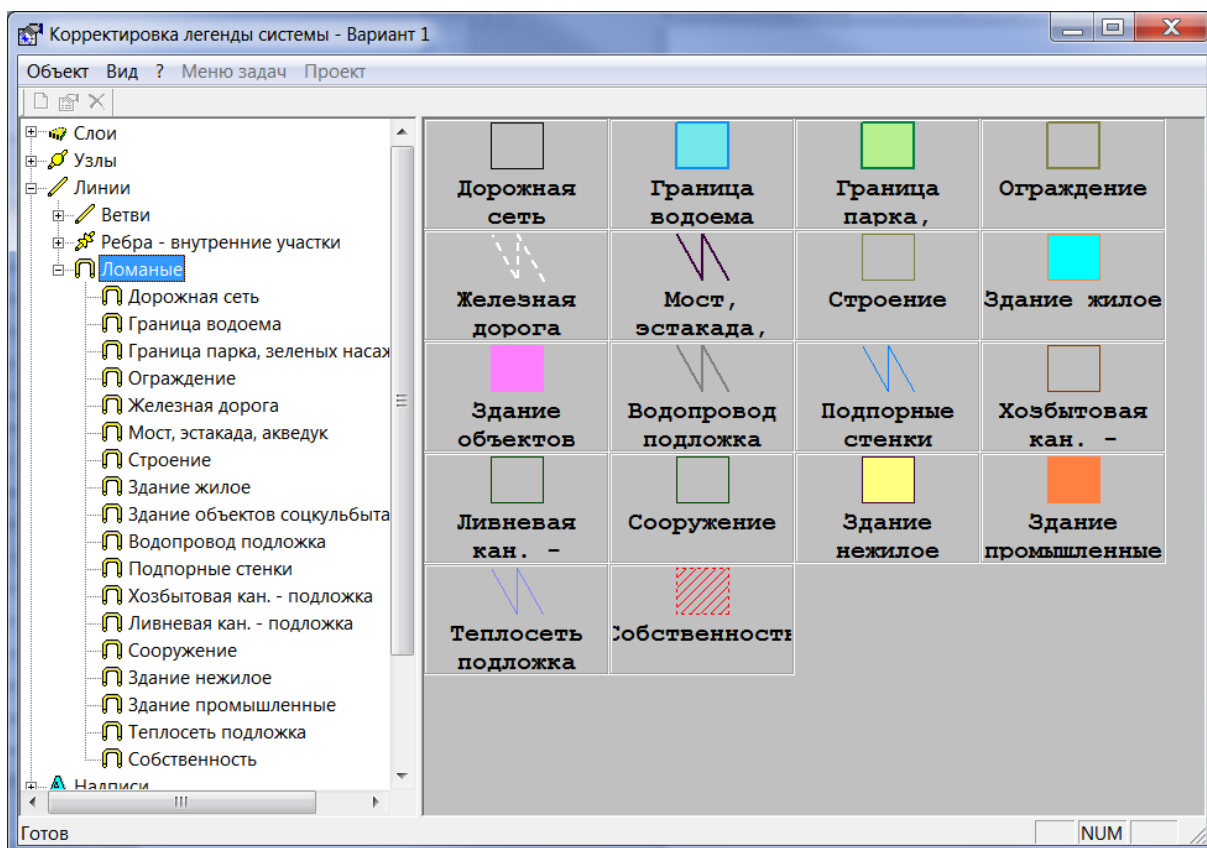 Корректировка легенды системы - Вариант 1
Объект Вид ? Меню задач Проект
Слои
Узлы
Линии
Ветви
Ребра - внутренние участки
Ломаные
Дорожная сеть
Граница водоема
Граница парка, зеленых насаж
Ограждение
Железная дорога
Мост, эстакада, акведук
Строение
Здание жилое
Здание объектов соцкульбыта
Водопровод подложка
Подпорные стенки
Хозбытовая кан. - подложка
Ливневая кан. - подложка
Сооружение
Здание нежилое
Здание промышленные
Теплосеть подложка
Собственность
Надписи
Дорожная
сеть
Граница
водоема
Граница
парка,
Ограждение
Железная
дорога
Мост,
эстакада,
Строение
Здание жилое
Здание
объектов
Водопровод
подложка
Подпорные
стенки
Хозбытовая
кан. -
Ливневая
кан. -
Сооружение
Здание
нежилое
Здание
промышленные
Теплосеть
подложка
Собственность
Готов
NUM